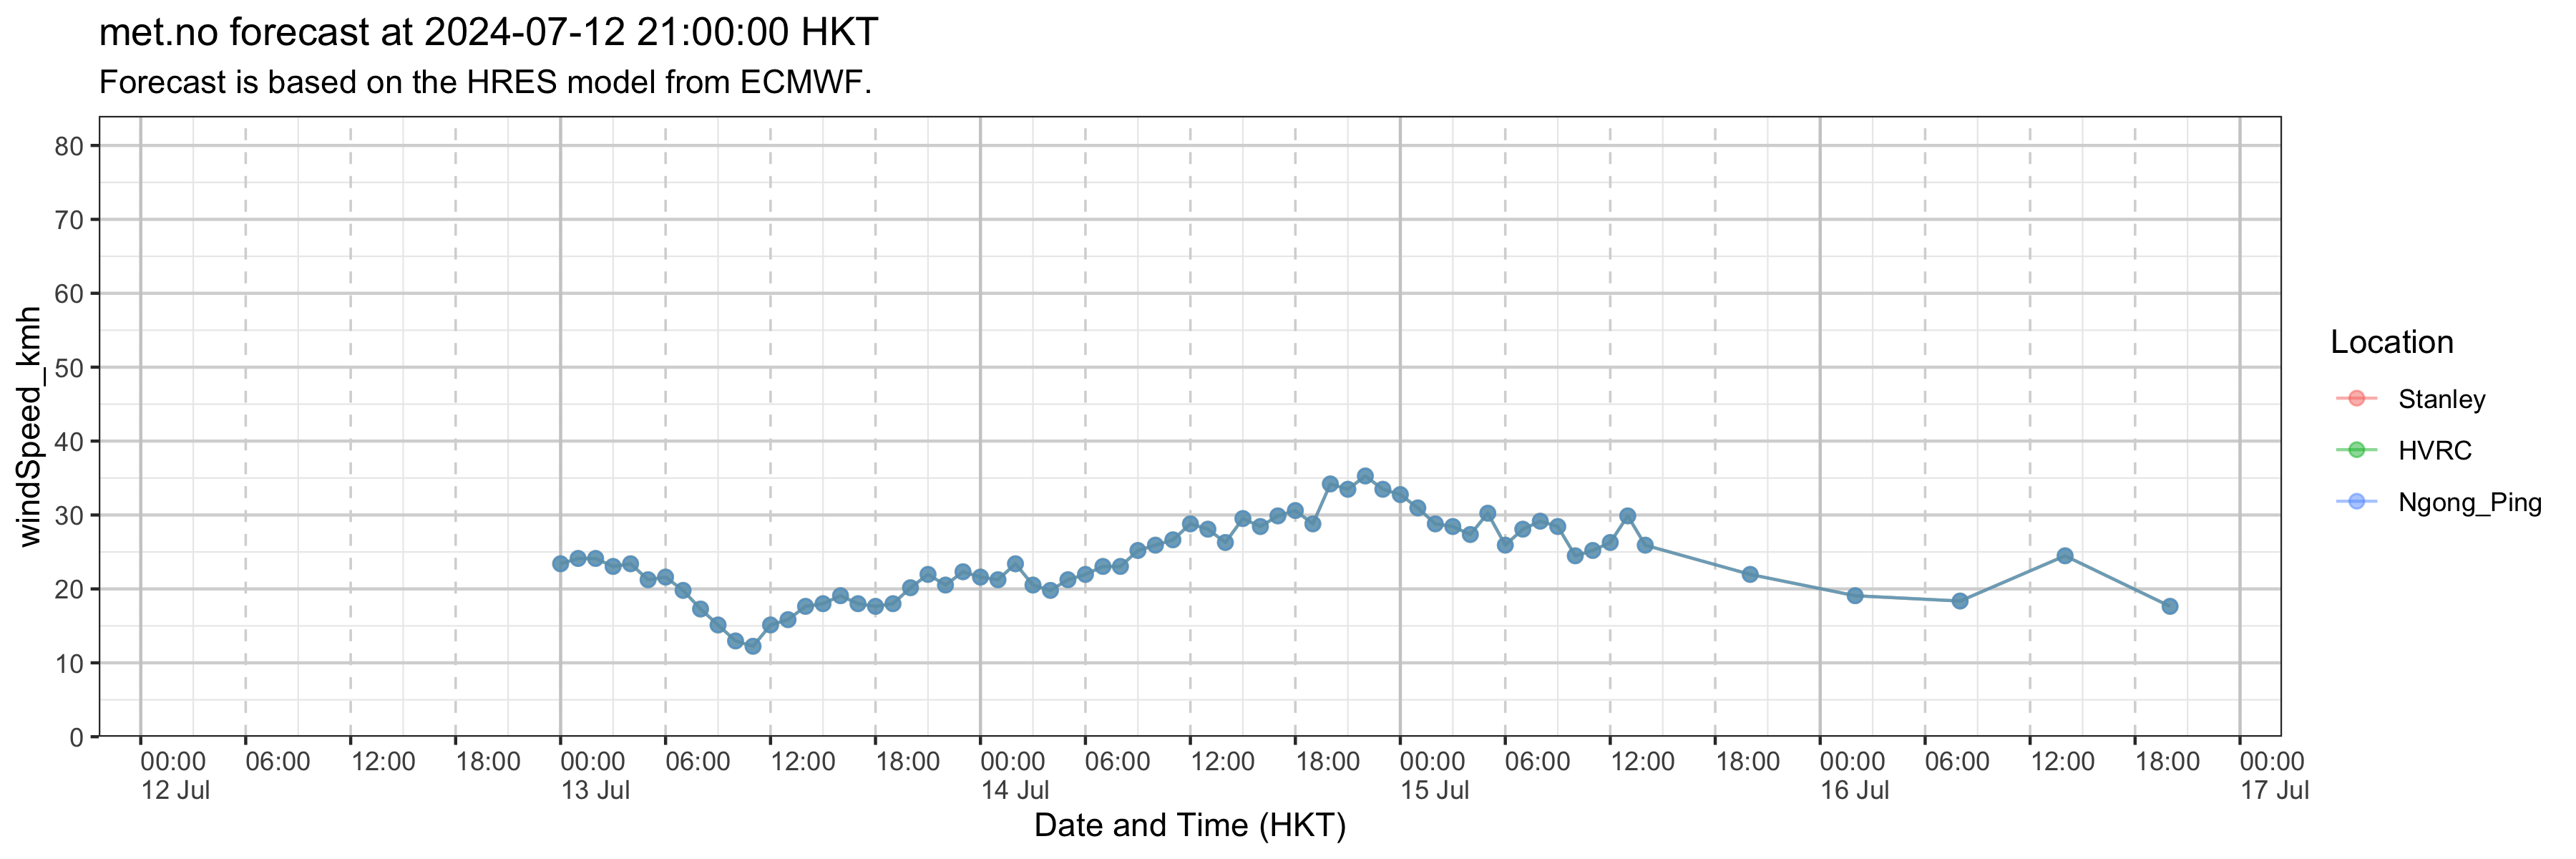 met.no forecast at 2024-07-12 21:00:00 HKT
Forecast is based on the HRES model from ECMWF.
windSpeed_kmh
80
70
60
50
40
30
20
10
0
00:00 06:00 12:00 18:00 00:00 06:00 12:00 18:00 00:00 06:00 12:00 18:00 00:00 06:00 12:00 18:00 00:00 06:00 12:00 18:00 00:00
12 Jul 13 Jul 14 Jul 15 Jul 16 Jul 17 Jul
Date and Time (HKT)
Location
Stanley
HVRC
Ngong_Ping